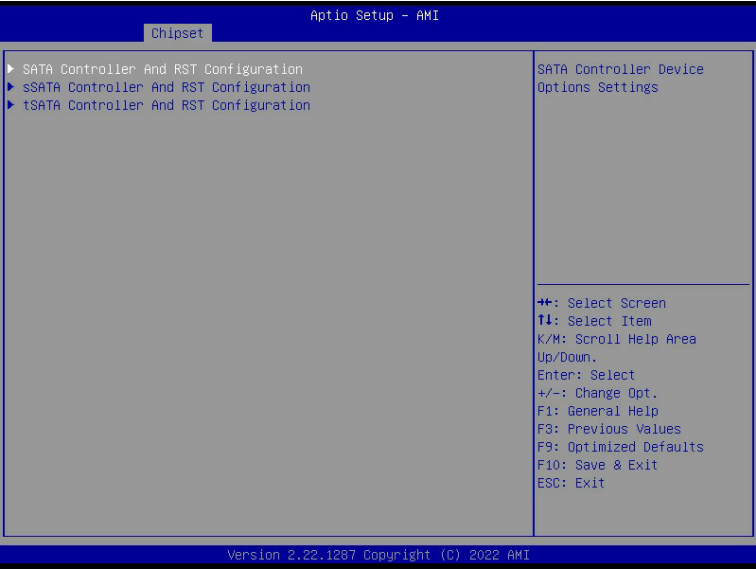 Aptio Setup – AMI
Chipset
SATA Controller And RST Configuration
sSATA Controller And RST Configuration
tSATA Controller And RST Configuration
SATA Controller Device
Options Settings
→←: Select Screen
↑↓: Select Item
K/M: Scroll Help Area
Up/Down.
Enter: Select
+/-: Change Opt.
F1: General Help
F3: Previous Values
F9: Optimized Defaults
F10: Save & Exit
ESC: Exit
Version 2.22.1287 Copyright (C) 2022 AMI